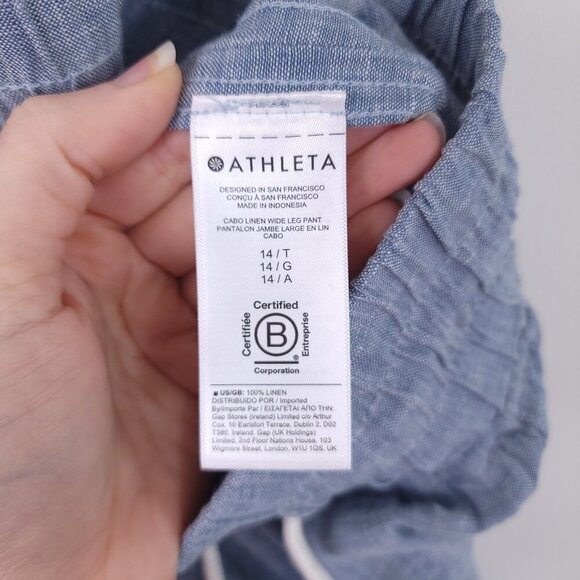 ATHLETA
DESIGNED IN SAN FRANCISCO
CONÇU À SAN FRANCISCO
MADE IN INDONESIA
CABO LINEN WIDE LEG PANT
PANTALON JAMBE LARGE EN LIN
CABO
14 / T
14 / G
14 / A
Certified
Certifiée
B
®
Entreprise
Corporation
■ US/GB: 100% LINEN
DISTRIBUIDO POR / Imported
By/Importe Par / ΕΙΣΑΓΕΤΑΙ ΑΠΟ ΤΗΝ:
Gap Stores (Ireland) Limited c/o Arthur
Cox, 10 Earlsfort Terrace, Dublin 2, D02
T380, Ireland, Gap (UK Holdings)
Limited, 2nd Floor Nations House, 103
Wigmore Street, London, W1U 1QS, UK